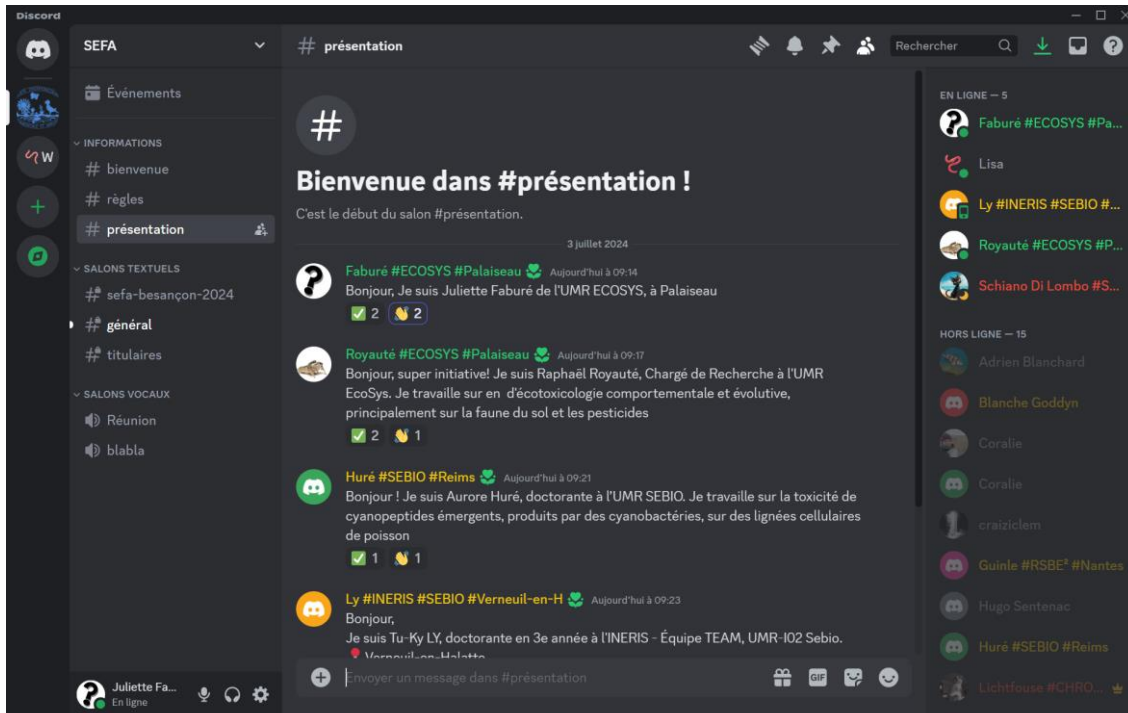 Discord
SEFA
Événements
INFORMATIONS
# bienvenue
# règles
# présentation
SALONS TEXTUELS
# sefa-besançon-2024
# général
# titulaires
SALONS VOCAUX
Réunion
blabla
Juliette Fa...
En ligne
W
# présentation
Rechercher
#
Bienvenue dans #présentation !
C'est le début du salon #présentation.
3 juillet 2024
Faburé #ECOSYS #Palaiseau Aujourd'hui à 09:14
Bonjour, Je suis Juliette Faburé de l'UMR ECOSYS, à Palaiseau
2 2
Royauté #ECOSYS #Palaiseau Aujourd'hui à 09:17
Bonjour, super initiative! Je suis Raphaël Royauté, Chargé de Recherche à l'UMR
EcoSys. Je travaille sur en d'écotoxicologie comportementale et évolutive,
principalement sur la faune du sol et les pesticides
2 1
Huré #SEBIO #Reims Aujourd'hui à 09:21
Bonjour ! Je suis Aurore Huré, doctorante à l'UMR SEBIO. Je travaille sur la toxicité de
cyanopeptides émergents, produits par des cyanobactéries, sur des lignées cellulaires
de poisson
1 1
Ly #INERIS #SEBIO #Verneuil-en-H Aujourd'hui à 09:23
Bonjour,
Je suis Tu-Ky LY, doctorante en 3e année à l'INERIS - Équipe TEAM, UMR-I02 Sebio.
Verneuil-en-Halatte
Envoyer un message dans #présentation
GIF
EN LIGNE — 5
Faburé #ECOSYS #Pa...
Lisa
Ly #INERIS #SEBIO #...
Royauté #ECOSYS #P...
Schiano Di Lombo #S...
HORS LIGNE — 15
Adrien Blanchard
Blanche Goddyn
Coralie
Coralie
craiziclem
Guinle #RSBE² #Nantes
Hugo Sentenac
Huré #SEBIO #Reims
Lichtfouse #CHRO...